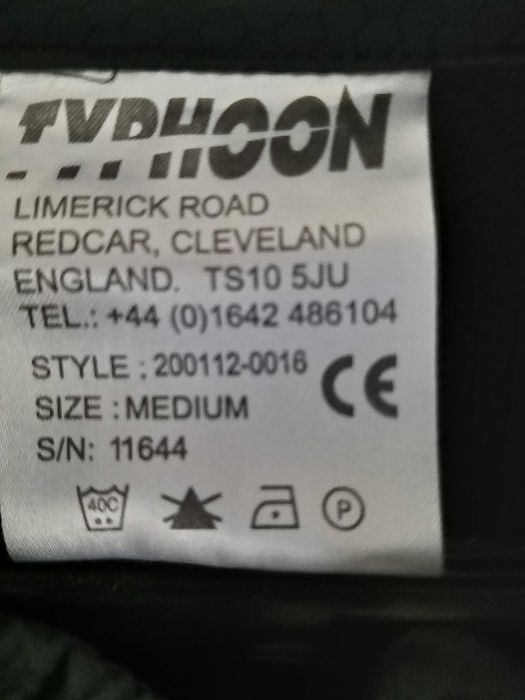 TYPHOON
LIMERICK ROAD
REDCAR, CLEVELAND
ENGLAND. TS10 5JU
TEL.: +44 (0)1642 486104
STYLE : 200112-0016
SIZE : MEDIUM
S/N: 11644
CE
40C
P